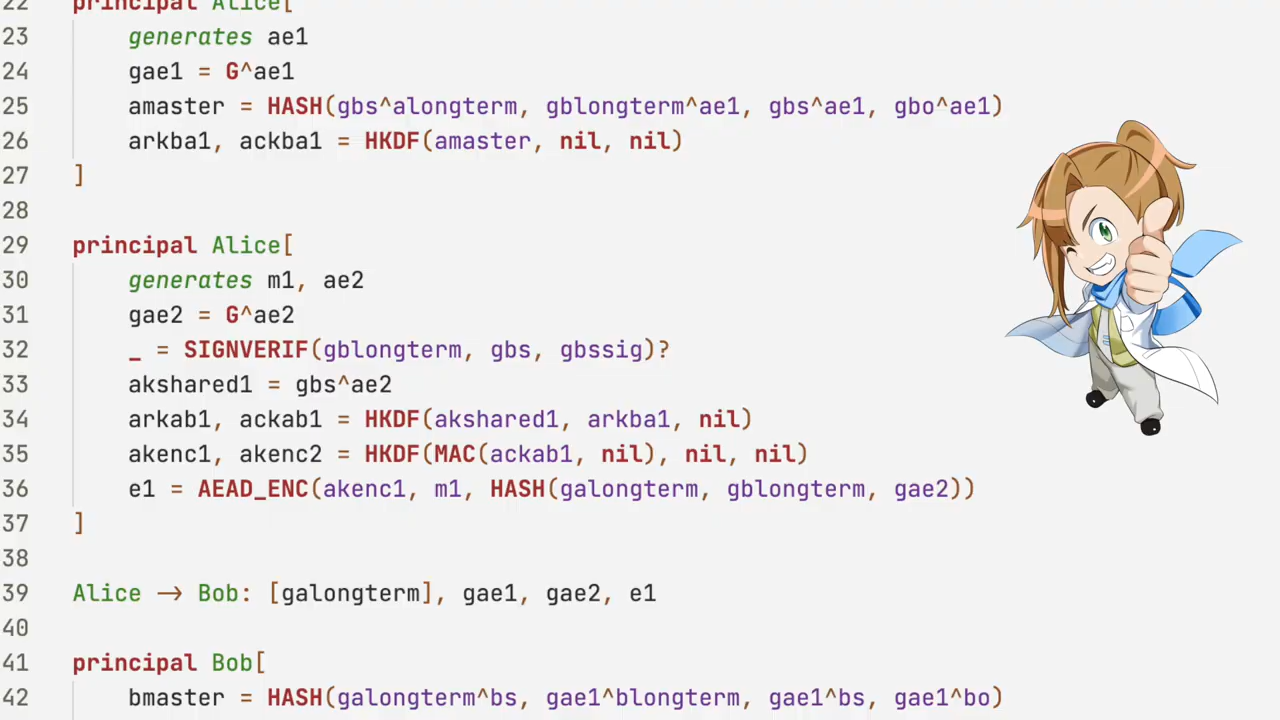 22 principal Alice[
23 generates ae1
24 gae1 = G^ae1
25 amaster = HASH(gbs^alongterm, gblongterm^ae1, gbs^ae1, gbo^ae1)
26 arkba1, ackba1 = HKDF(amaster, nil, nil)
27 ]
28
29 principal Alice[
30 generates m1, ae2
31 gae2 = G^ae2
32 _ = SIGNVERIF(gblongterm, gbs, gbssig)?
33 akshared1 = gbs^ae2
34 arkab1, ackab1 = HKDF(akshared1, arkba1, nil)
35 akenc1, akenc2 = HKDF(MAC(ackab1, nil), nil, nil)
36 e1 = AEAD_ENC(akenc1, m1, HASH(galongterm, gblongterm, gae2))
37 ]
38
39 Alice → Bob: [galongterm], gae1, gae2, e1
40
41 principal Bob[
42 bmaster = HASH(galongterm^bs, gae1^blongterm, gae1^bs, gae1^bo)